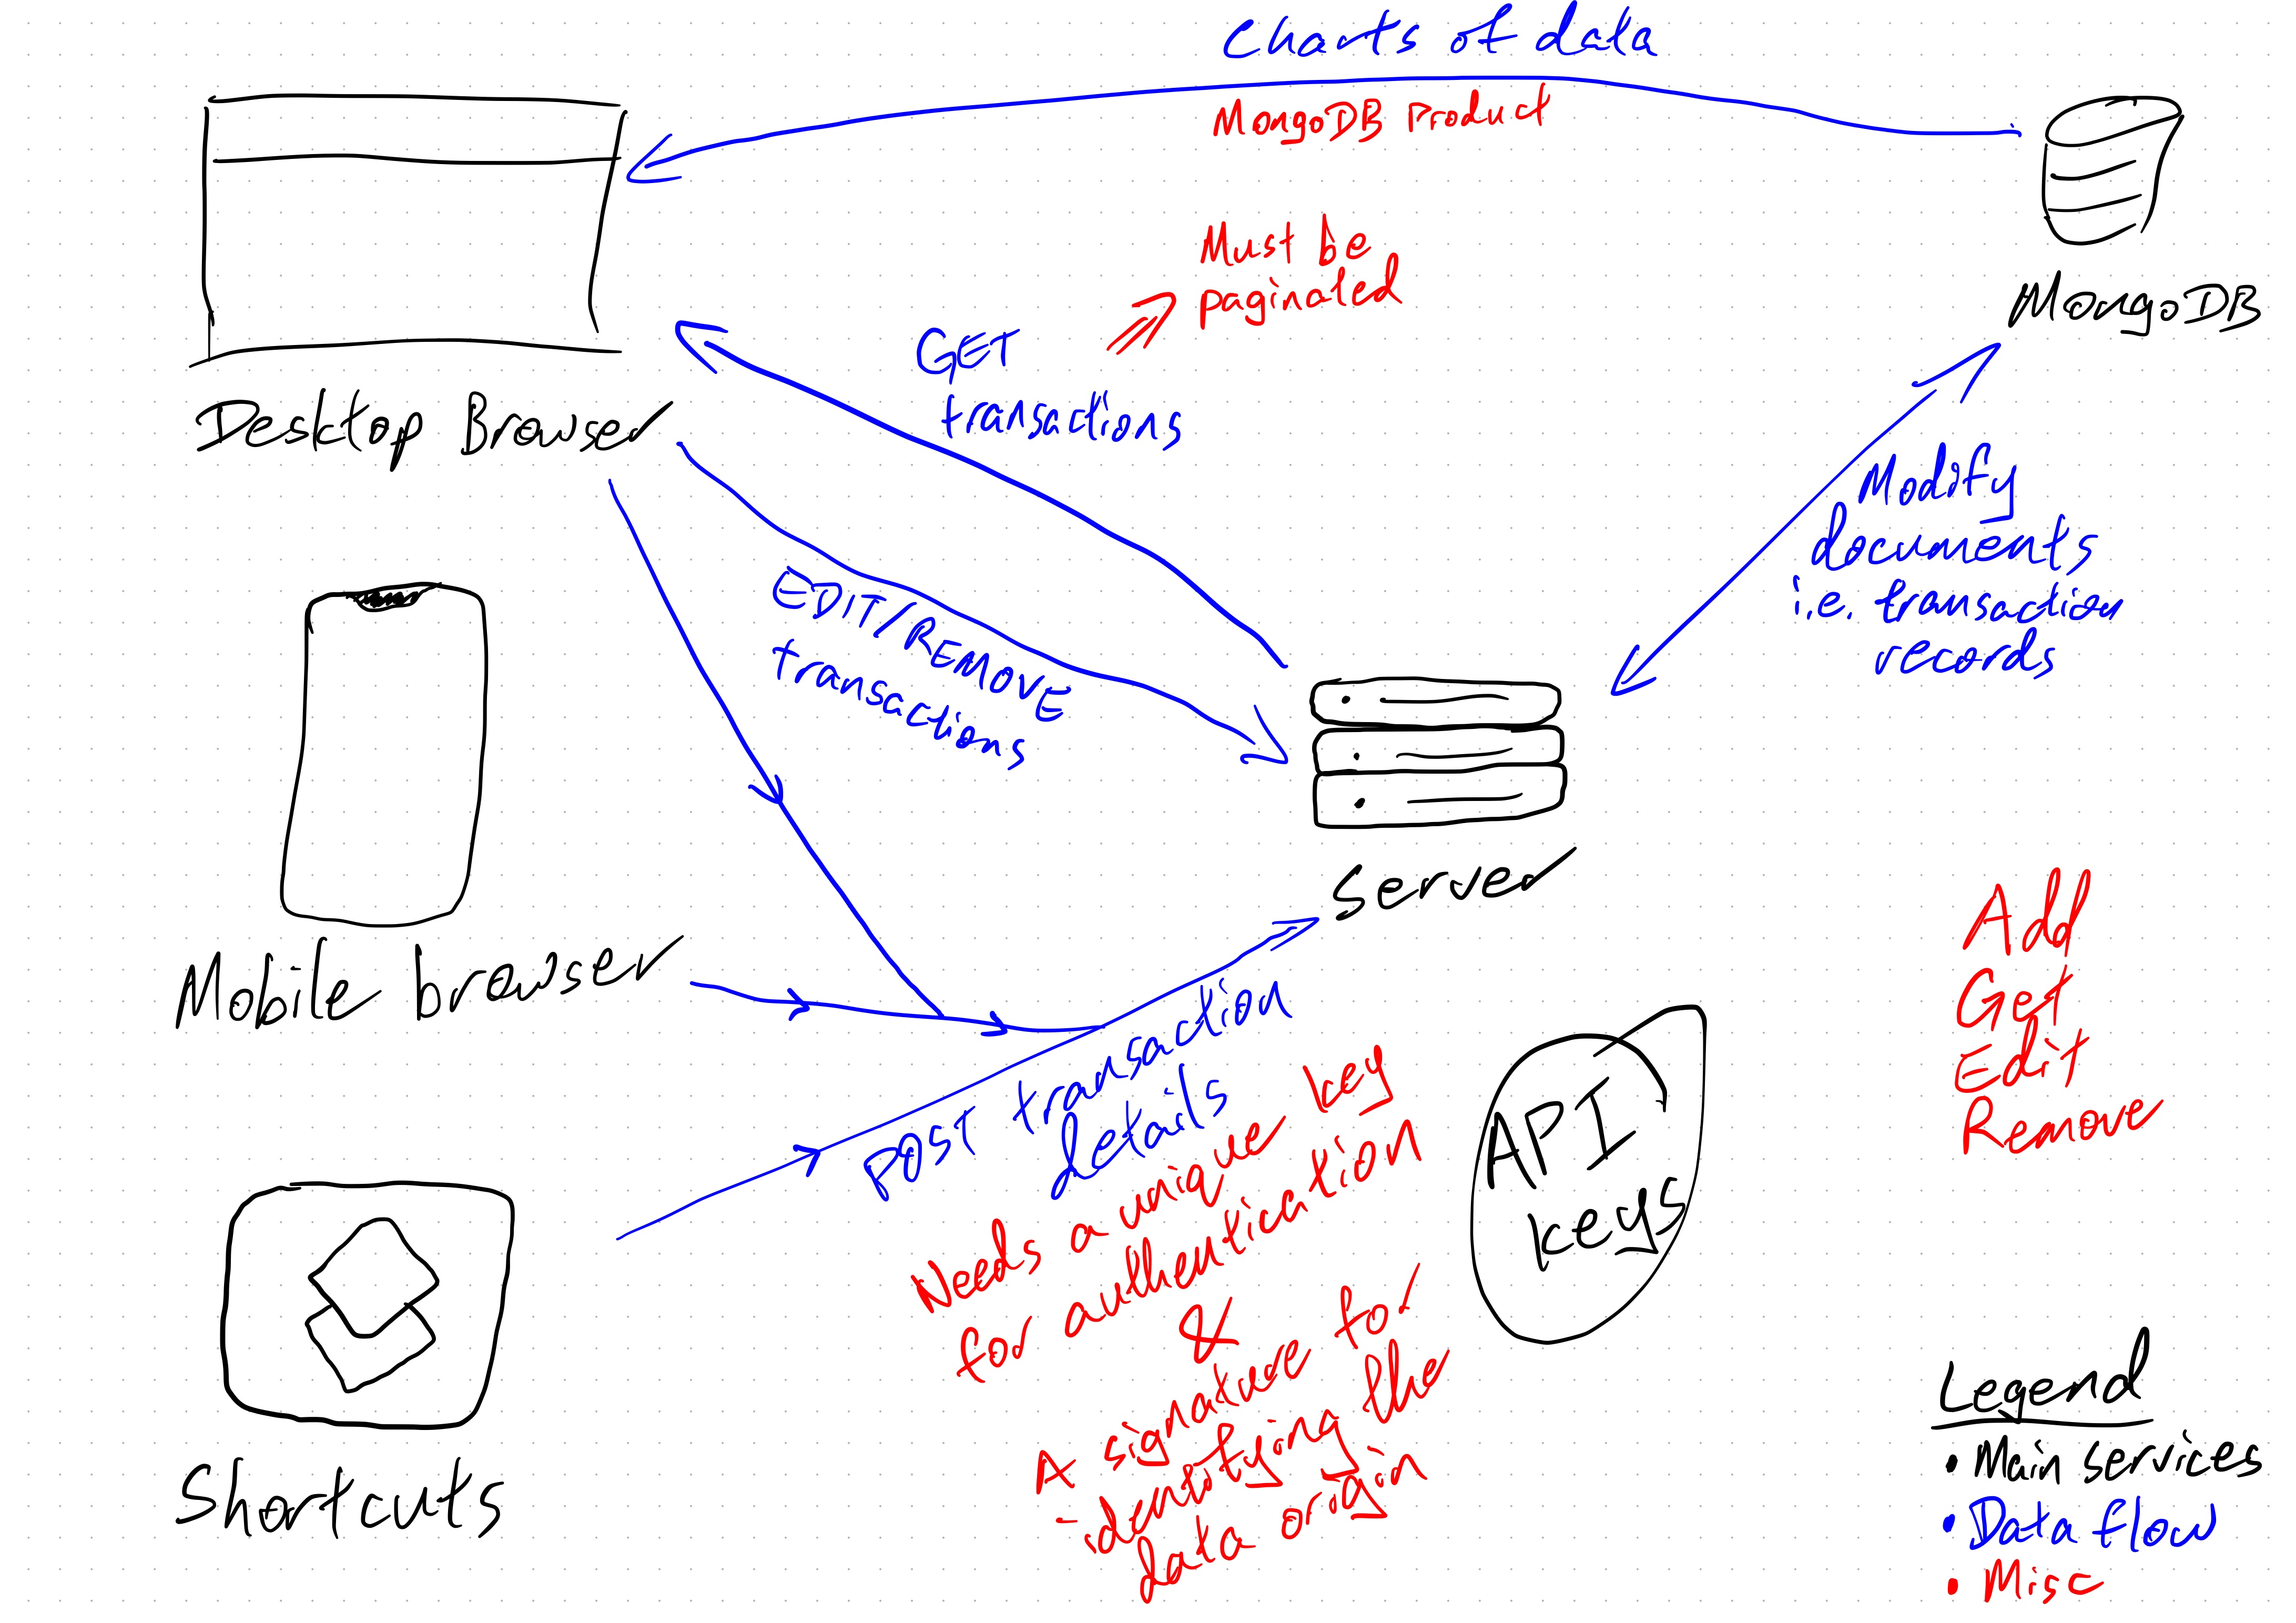 Charts of data
MongoDB Product
MongoDB
Must be
paginated
GET
transactions
Desktop Browser
Modify
documents
i.e. transaction
records
EDIT/REMOVE
transactions
Server
Mobile browser
POST transaction
details
Needs a unique key
for authentication
&
A signature for
identifying the
data origin
API
keys
Add
Get
Edit
Remove
Shortcuts
Legend
• Main services
• Data flow
• Misc